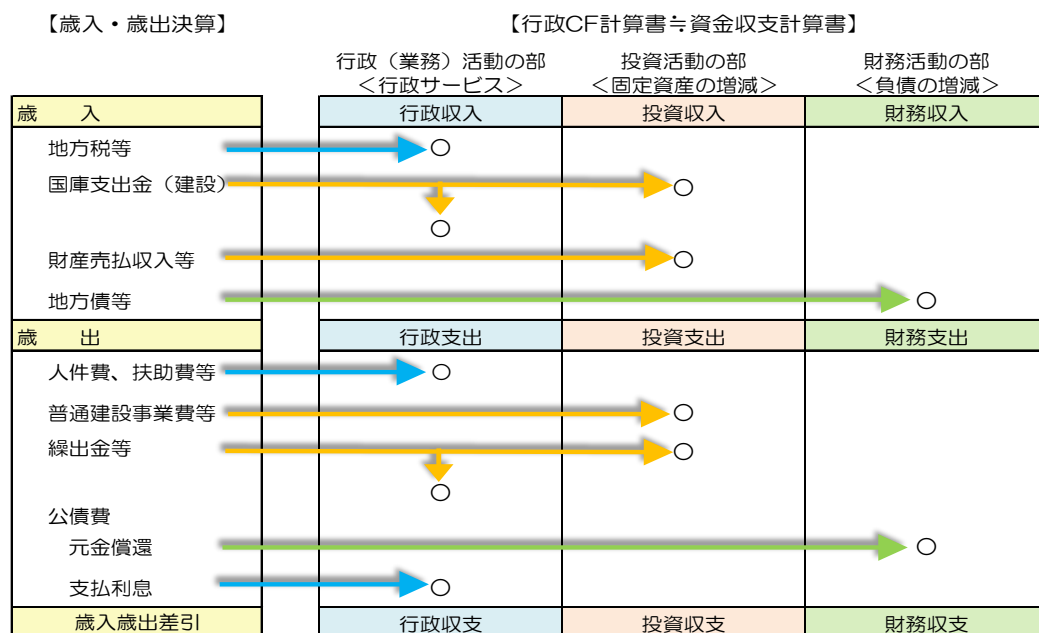 【歳入・歳出決算】
【行政CF計算書≒資金収支計算書】
行政（業務）活動の部
＜行政サービス＞
投資活動の部
＜固定資産の増減＞
財務活動の部
＜負債の増減＞
歳　入
行政収入
投資収入
財務収入
地方税等
○
国庫支出金（建設）
○
○
財産売払収入等
○
地方債等
○
歳　出
行政支出
投資支出
財務支出
人件費、扶助費等
○
普通建設事業費等
○
繰出金等
○
○
公債費
元金償還
○
支払利息
○
歳入歳出差引
行政収支
投資収支
財務収支